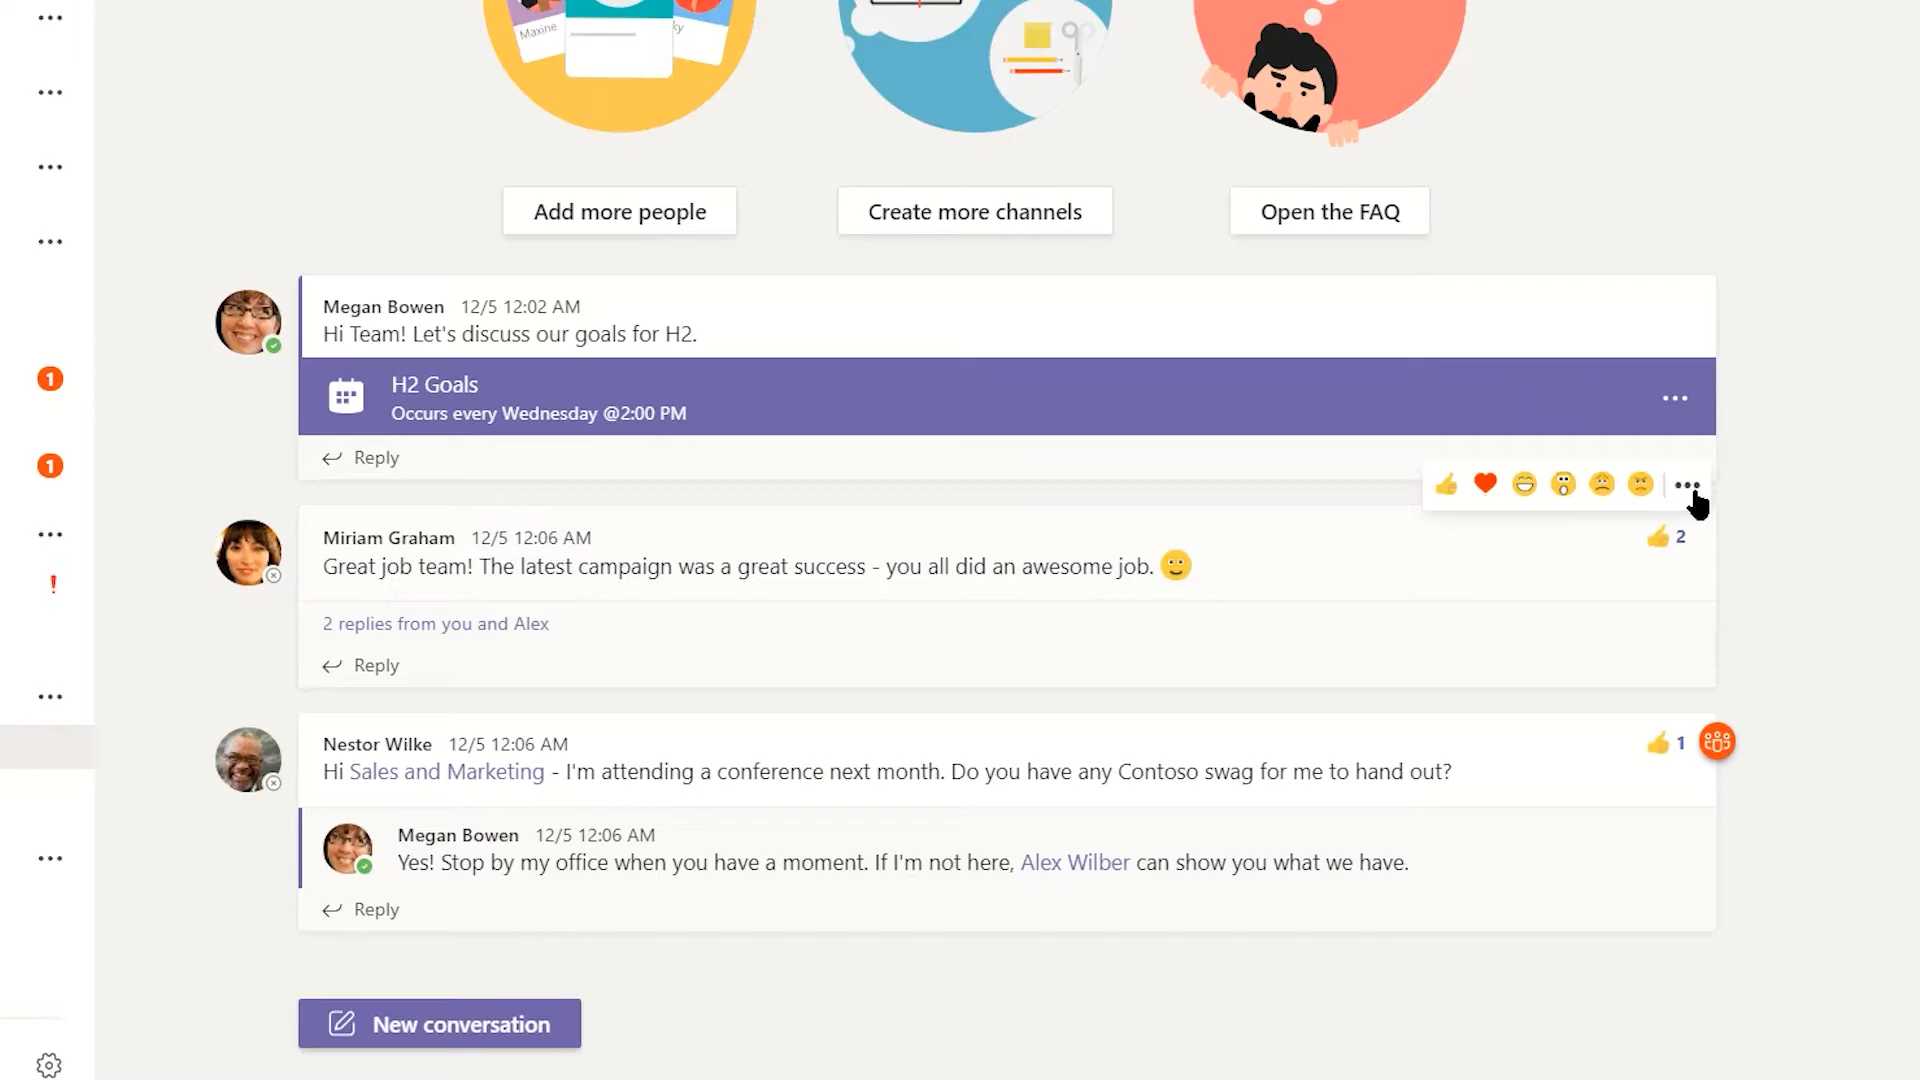 Maxine
ky
Add more people
Create more channels
Open the FAQ
Megan Bowen 12/5 12:02 AM
Hi Team! Let's discuss our goals for H2.
H2 Goals
Occurs every Wednesday @2:00 PM
Reply
1
1
Miriam Graham 12/5 12:06 AM
2
Great job team! The latest campaign was a great success - you all did an awesome job.
2 replies from you and Alex
Reply
Nestor Wilke 12/5 12:06 AM
1
Hi Sales and Marketing - I'm attending a conference next month. Do you have any Contoso swag for me to hand out?
Megan Bowen 12/5 12:06 AM
Yes! Stop by my office when you have a moment. If I'm not here, Alex Wilber can show you what we have.
Reply
New conversation